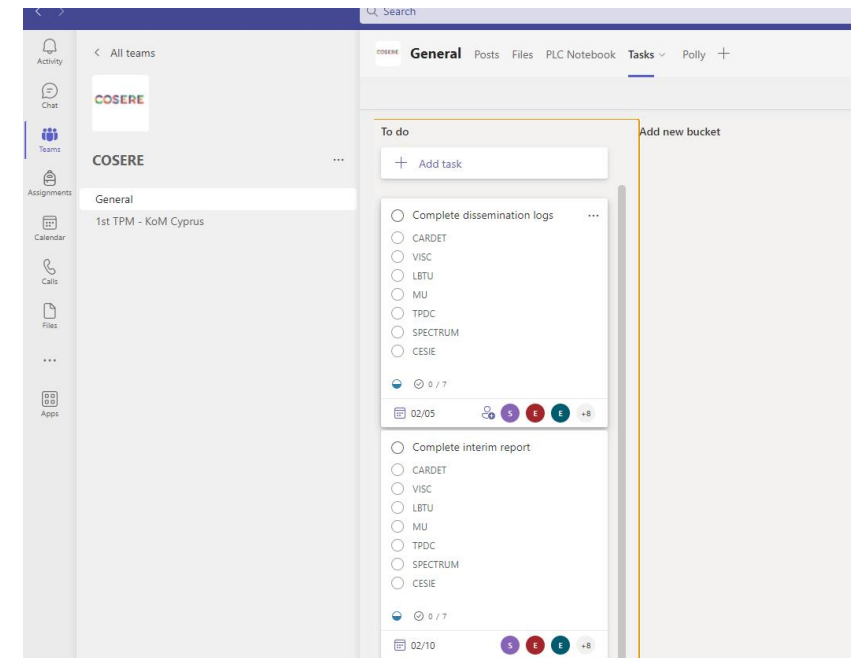 Search
Activity
Chat
Teams
Assignments
Calendar
Calls
Files
Apps
All teams
COSERE
COSERE
General
1st TPM - KoM Cyprus
COSERE General Posts Files PLC Notebook Tasks Polly
To do
Add new bucket
Add task
Complete dissemination logs
CARDET
VISC
LBTU
MU
TPDC
SPECTRUM
CESIE
0 / 7
02/05 S E E +8
Complete interim report
CARDET
VISC
LBTU
MU
TPDC
SPECTRUM
CESIE
0 / 7
02/10 S E E +8